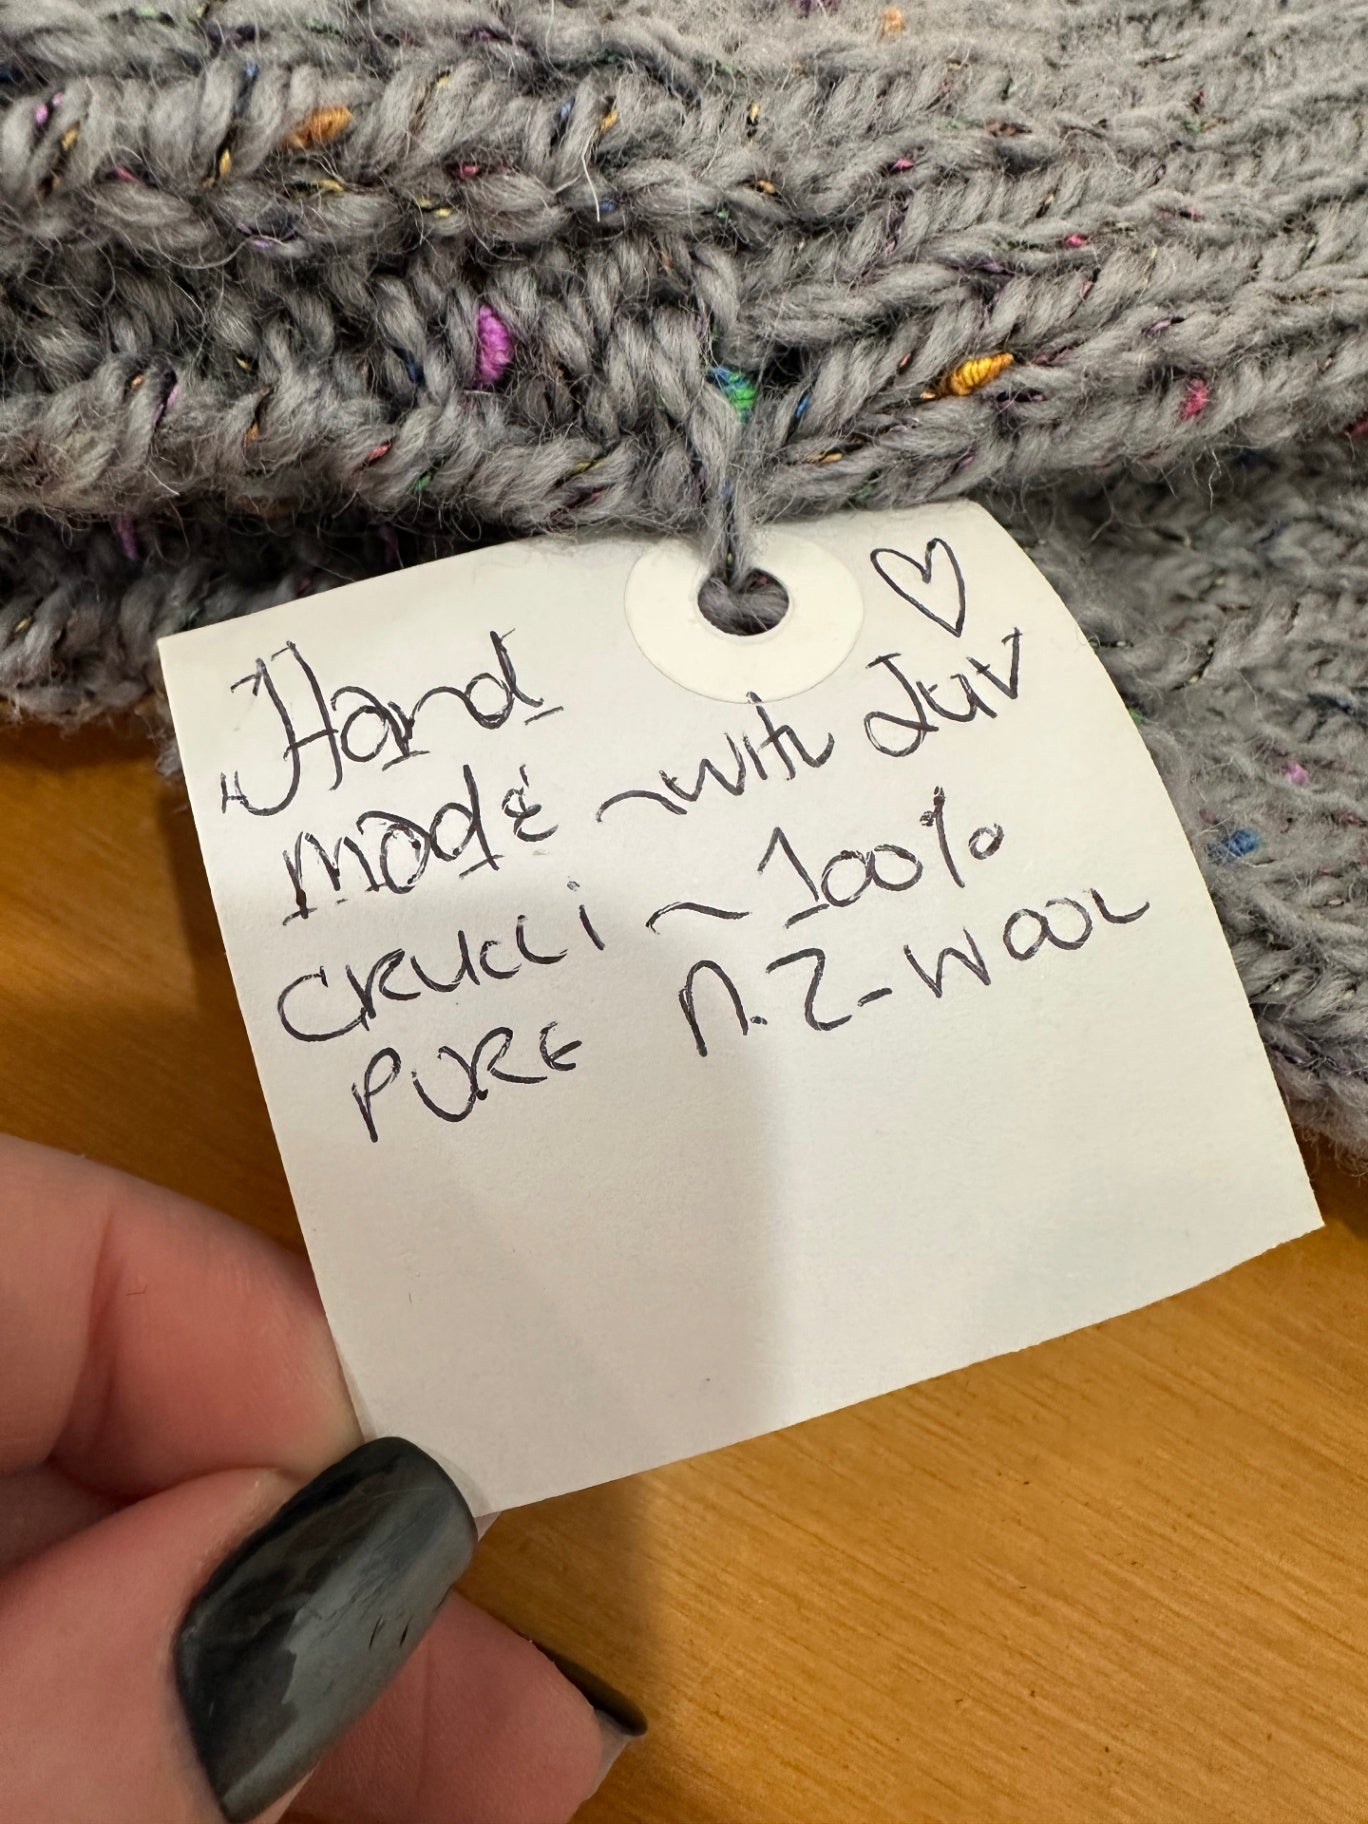 Hand
made ~ with Luv ♡
CRUCCI ~ 100%
PURE N.Z-WOOL